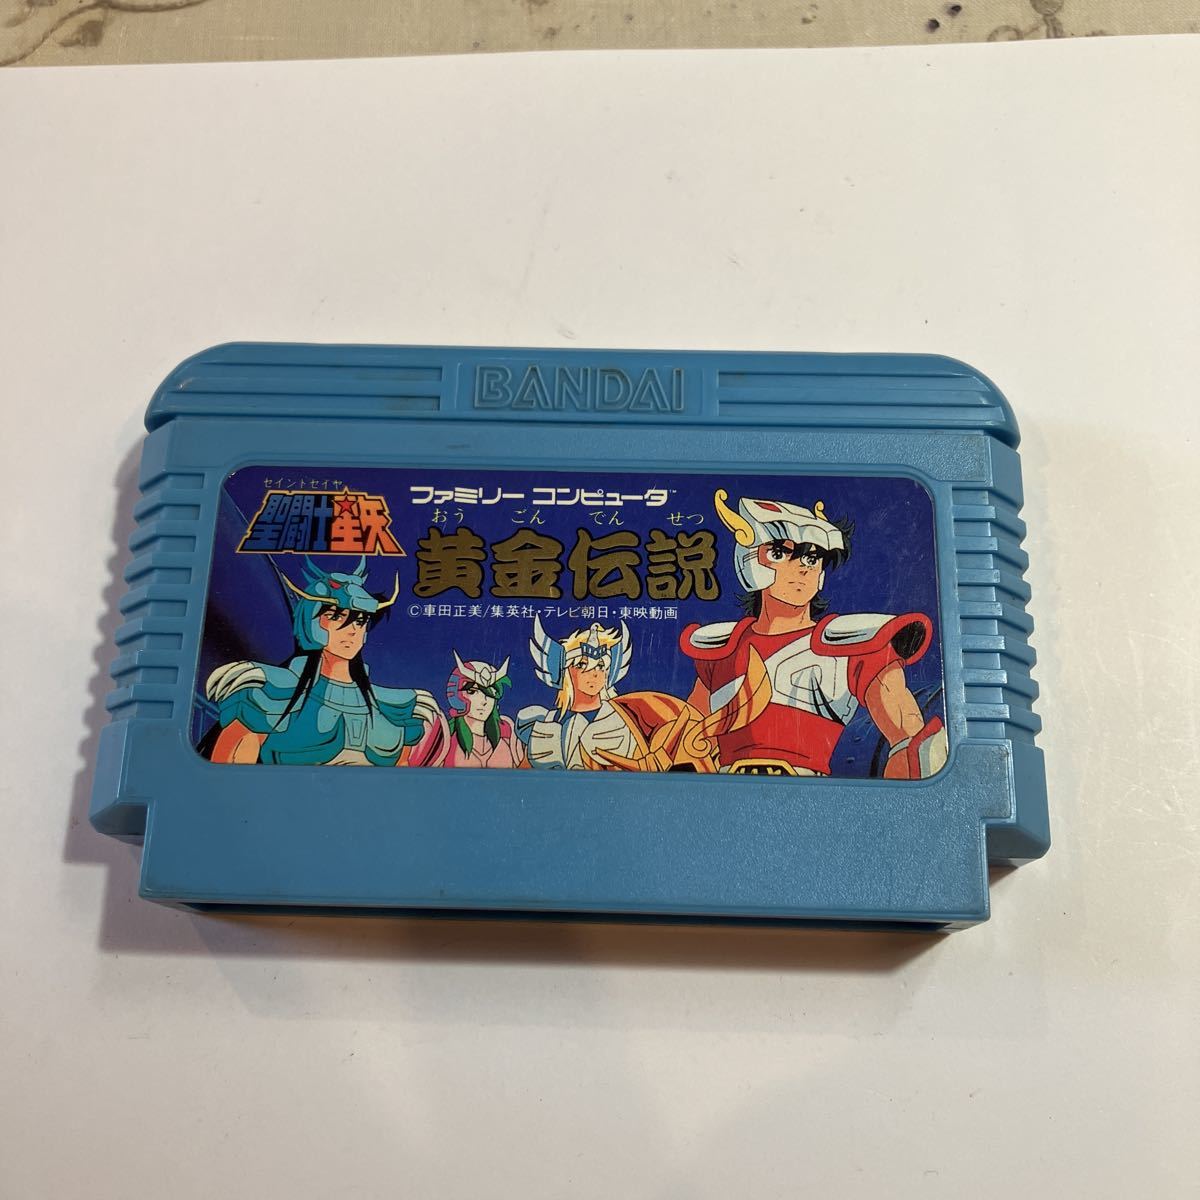 BANDAI
セイントセイヤ
聖闘士星矢
ファミリー コンピュータ™
おう ごん でん せつ
黄金伝説
©車田正美/集英社・テレビ朝日・東映動画